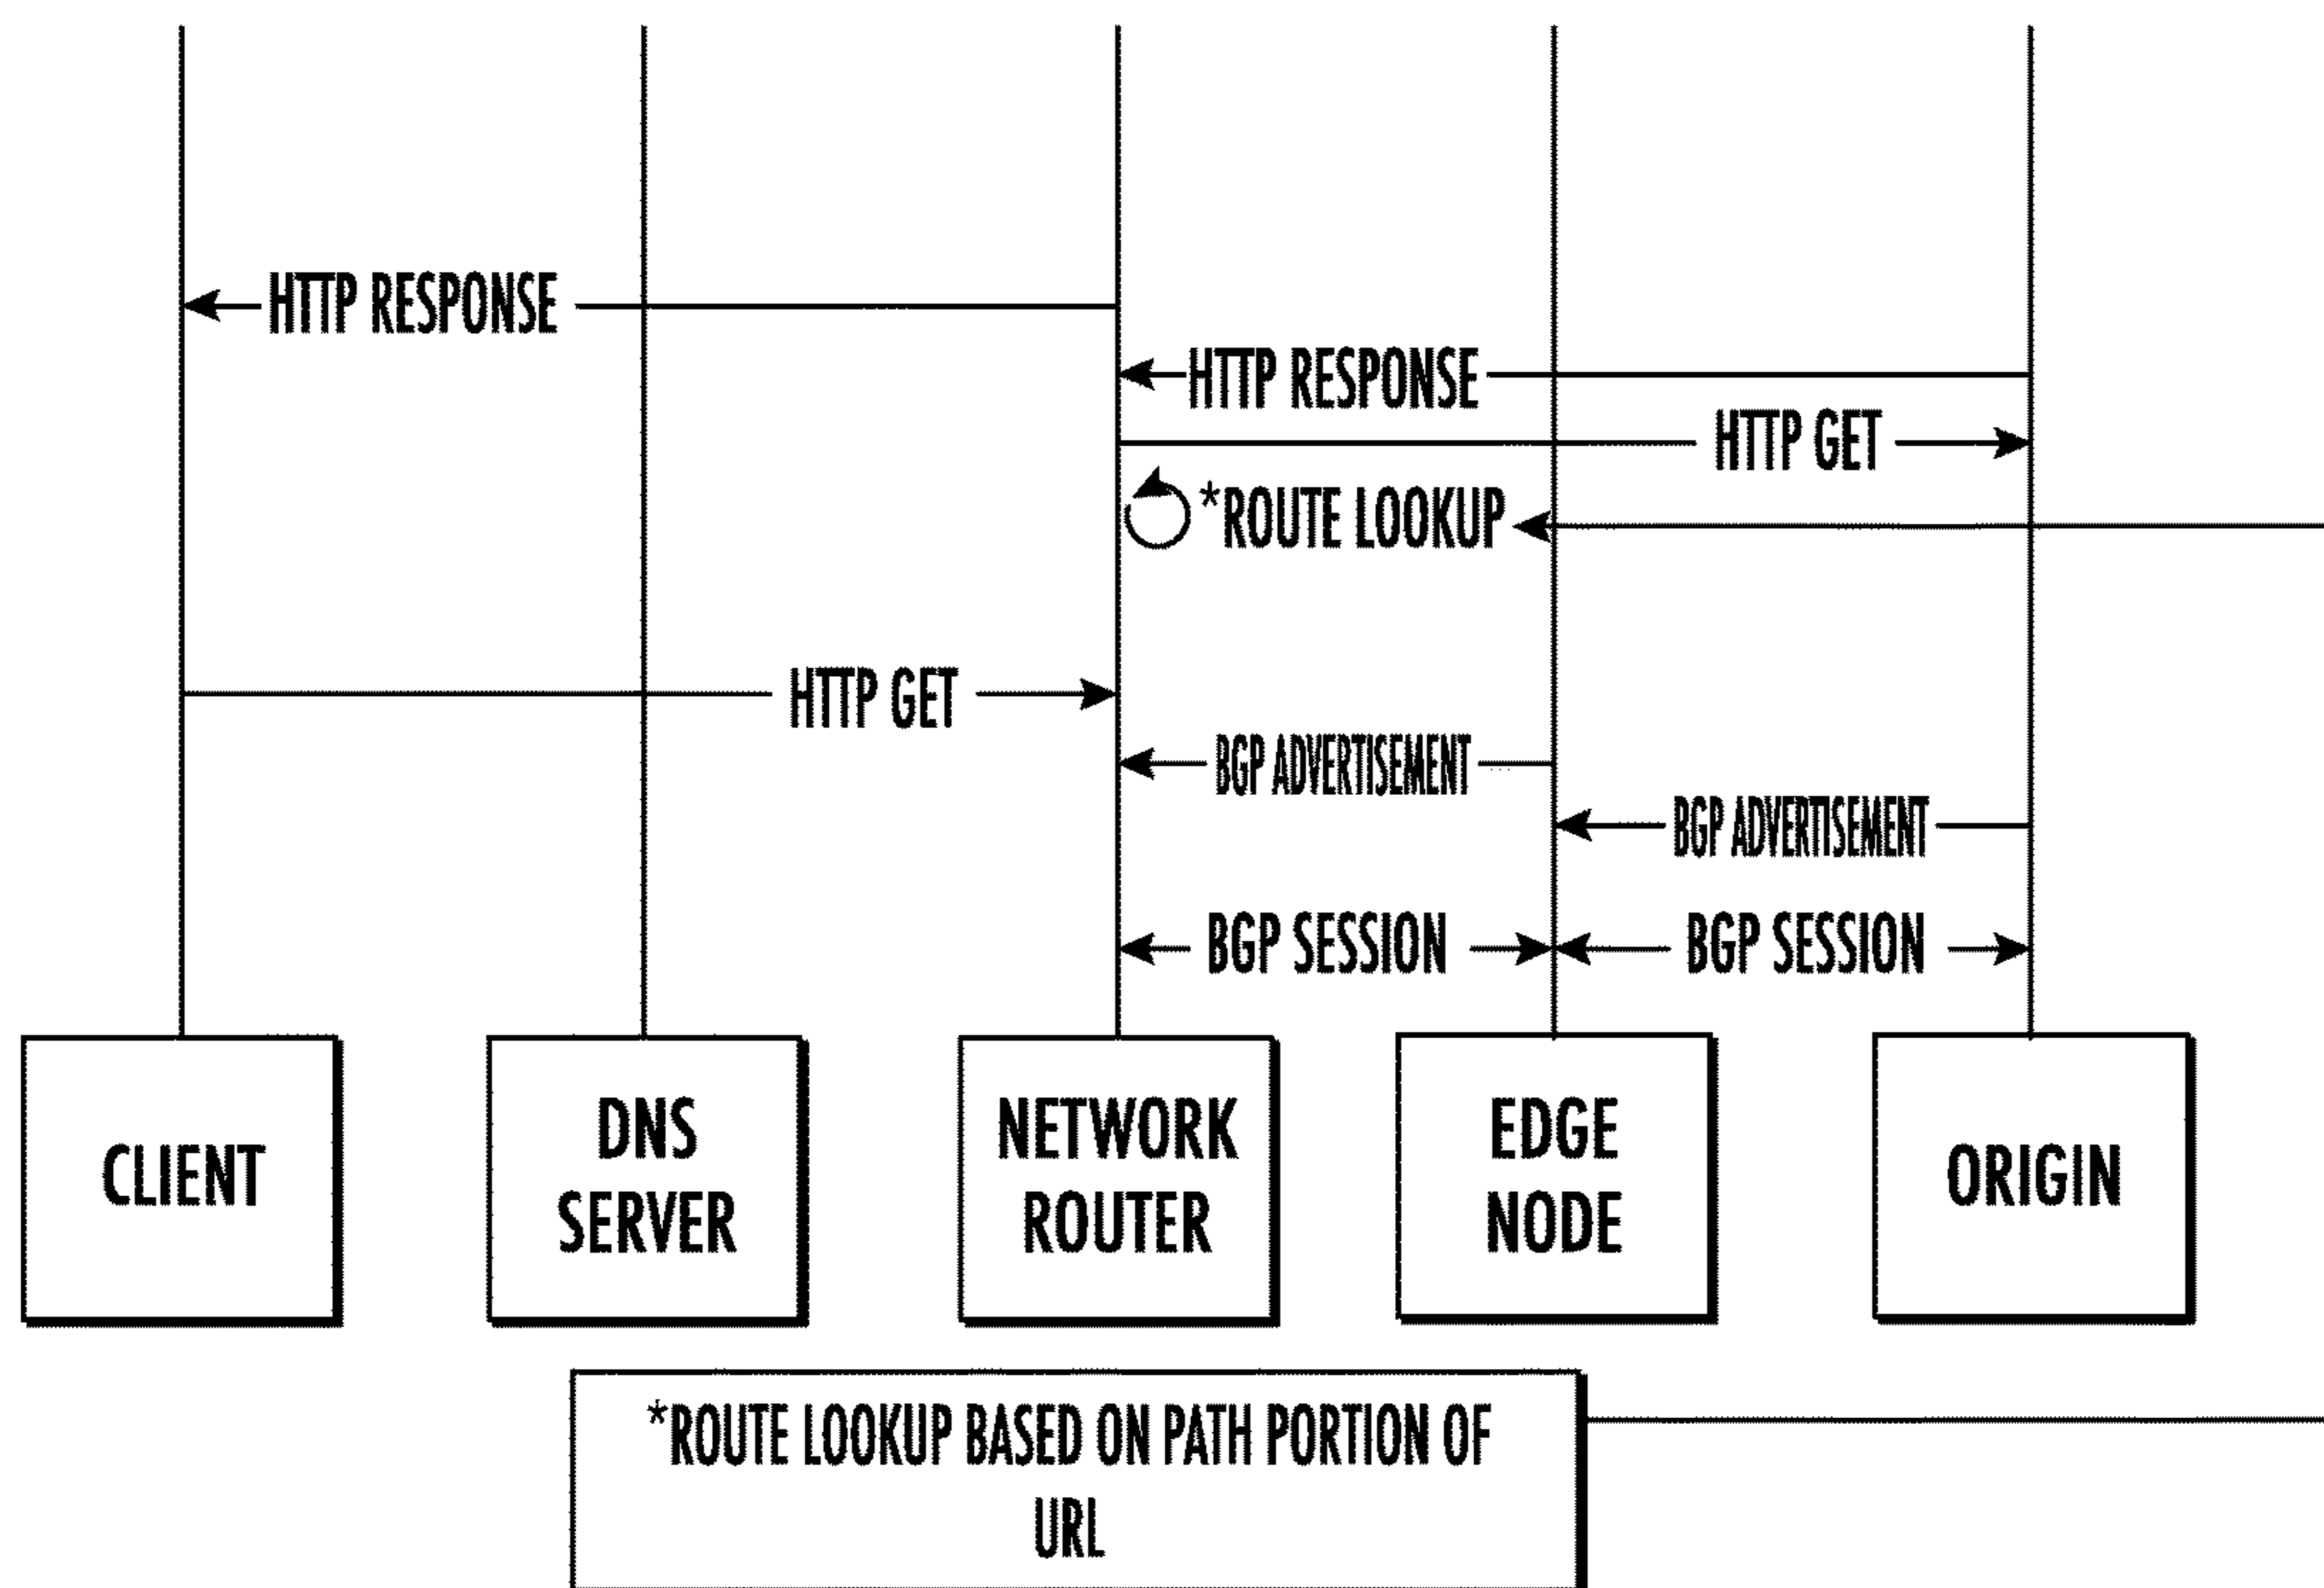 HTTP RESPONSE
HTTP RESPONSE
HTTP GET
*ROUTE LOOKUP
HTTP GET
BGP ADVERTISEMENT
BGP ADVERTISEMENT
BGP SESSION
BGP SESSION
CLIENT
DNS
SERVER
NETWORK
ROUTER
EDGE
NODE
ORIGIN
*ROUTE LOOKUP BASED ON PATH PORTION OF
URL